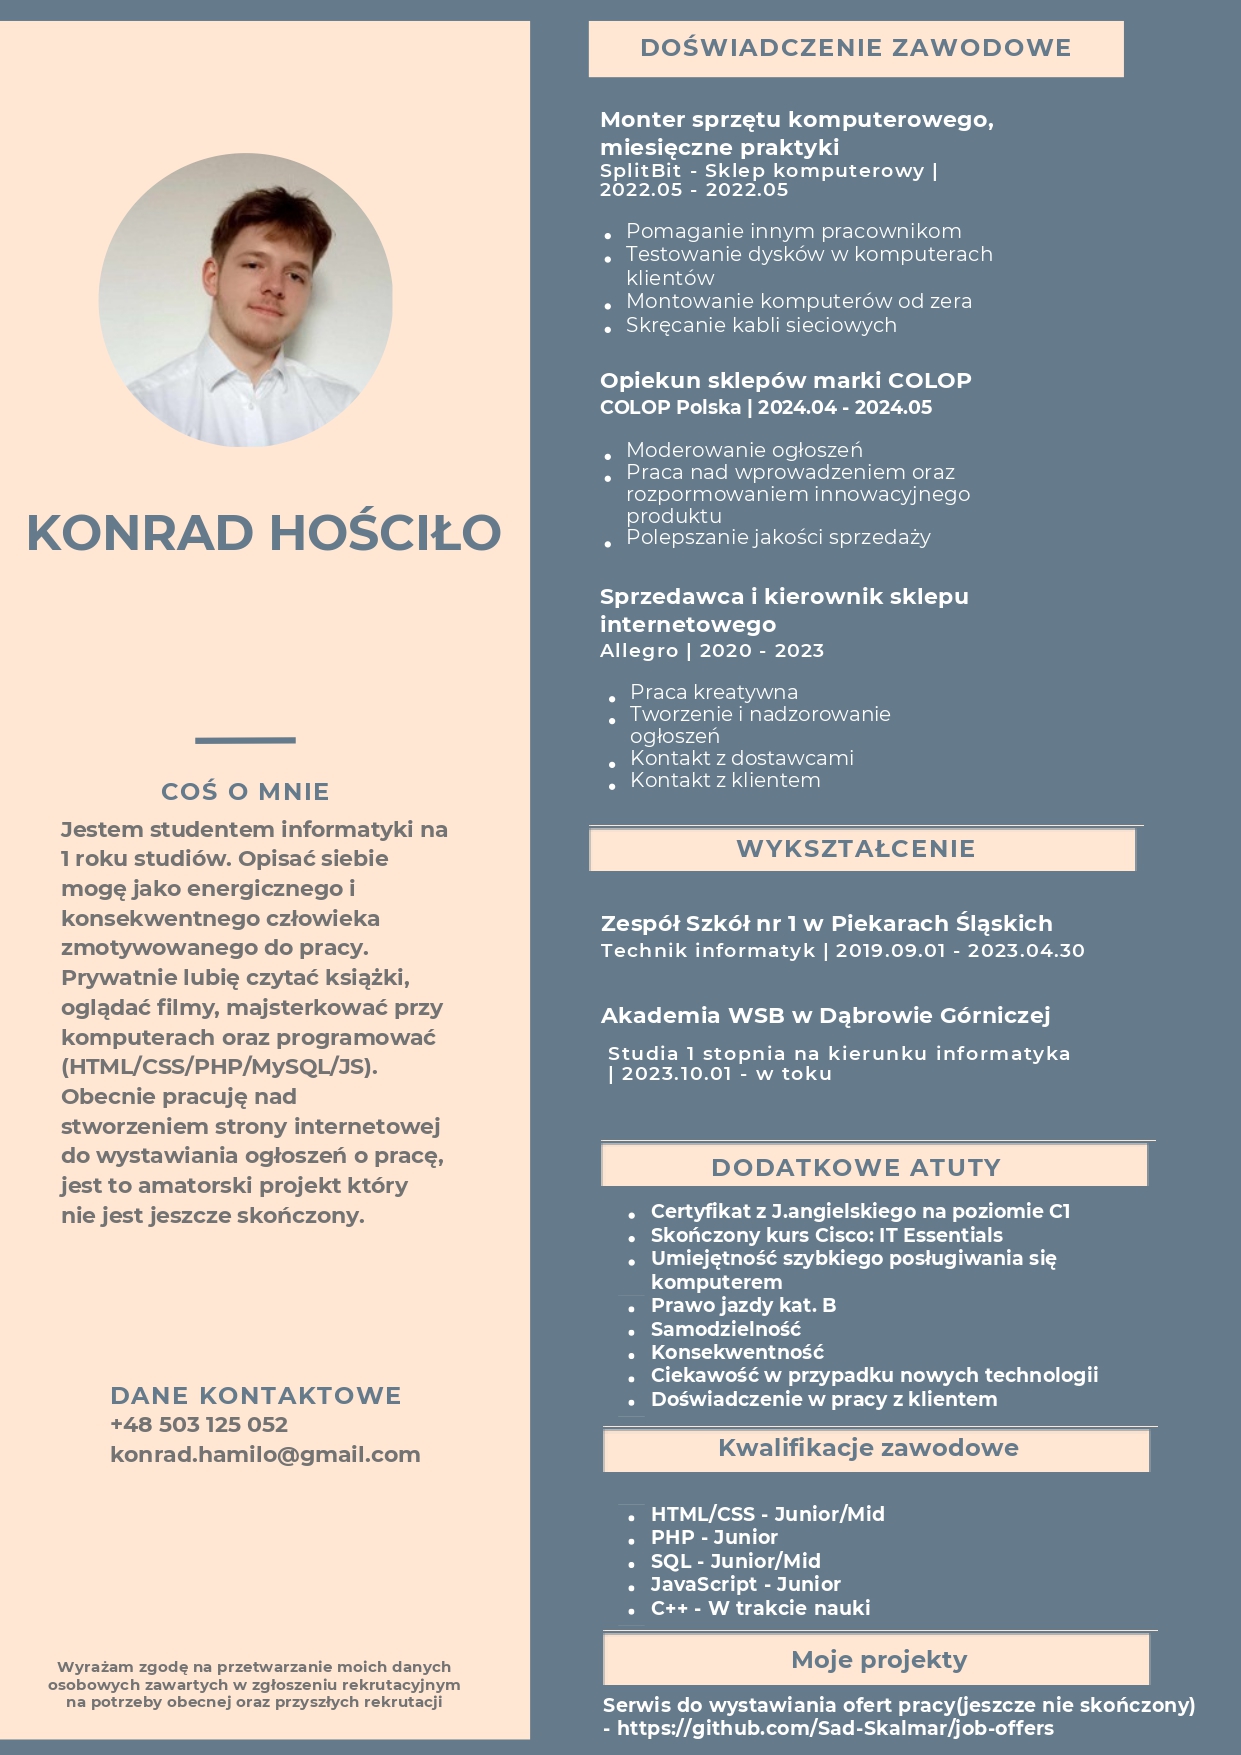 KONRAD HOŚCIŁO
COŚ O MNIE
Jestem studentem informatyki na
1 roku studiów. Opisać siebie
mogę jako energicznego i
konsekwentnego człowieka
zmotywowanego do pracy.
Prywatnie lubię czytać książki,
oglądać filmy, majsterkować przy
komputerach oraz programować
(HTML/CSS/PHP/MySQL/JS).
Obecnie pracuję nad
stworzeniem strony internetowej
do wystawiania ogłoszeń o pracę,
jest to amatorski projekt który
nie jest jeszcze skończony.
DANE KONTAKTOWE
+48 503 125 052
konrad.hamilo@gmail.com
Wyrażam zgodę na przetwarzanie moich danych
osobowych zawartych w zgłoszeniu rekrutacyjnym
na potrzeby obecnej oraz przyszłych rekrutacji
DOŚWIADCZENIE ZAWODOWE
Monter sprzętu komputerowego,
miesięczne praktyki
SplitBit - Sklep komputerowy |
2022.05 - 2022.05
• Pomaganie innym pracownikom
• Testowanie dysków w komputerach
klientów
• Montowanie komputerów od zera
• Skręcanie kabli sieciowych
Opiekun sklepów marki COLOP
COLOP Polska | 2024.04 - 2024.05
• Moderowanie ogłoszeń
• Praca nad wprowadzeniem oraz
rozpormowaniem innowacyjnego
produktu
• Polepszanie jakości sprzedaży
Sprzedawca i kierownik sklepu
internetowego
Allegro | 2020 - 2023
• Praca kreatywna
• Tworzenie i nadzorowanie
ogłoszeń
• Kontakt z dostawcami
• Kontakt z klientem
WYKSZTAŁCENIE
Zespół Szkół nr 1 w Piekarach Śląskich
Technik informatyk | 2019.09.01 - 2023.04.30
Akademia WSB w Dąbrowie Górniczej
Studia 1 stopnia na kierunku informatyka
| 2023.10.01 - w toku
DODATKOWE ATUTY
• Certyfikat z J.angielskiego na poziomie C1
• Skończony kurs Cisco: IT Essentials
• Umiejętność szybkiego posługiwania się
komputerem
• Prawo jazdy kat. B
• Samodzielność
• Konsekwentność
• Ciekawość w przypadku nowych technologii
• Doświadczenie w pracy z klientem
Kwalifikacje zawodowe
• HTML/CSS - Junior/Mid
• PHP - Junior
• SQL - Junior/Mid
• JavaScript - Junior
• C++ - W trakcie nauki
Moje projekty
Serwis do wystawiania ofert pracy(jeszcze nie skończony)
- https://github.com/Sad-Skalmar/job-offers